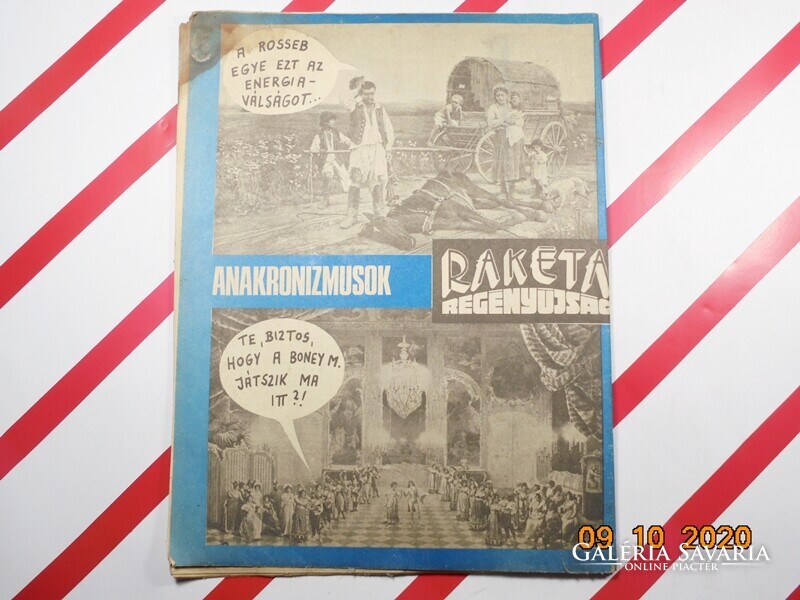 A ROSSEB
EGYE EZT AZ
ENERGIA-
VÁLSÁGOT...
ANAKRONIZMUSOK
RAKÉTA
REGÉNYÚJSÁG
TE, BIZTOS,
HOGY A BONEY M.
JÁTSZIK MA
ITT?!
09 10 2020
GALÉRIA SAVARIA
ONLINE PIACTÉR